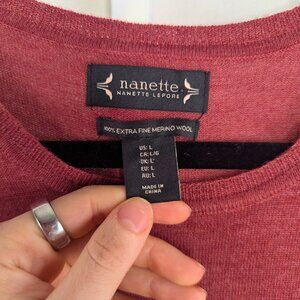 nanette
NANETTE LEPORE
100% EXTRA FINE MERINO WOOL
US: L
CA: L/G
UK: L
EU: L
AU: L
MADE IN
CHINA